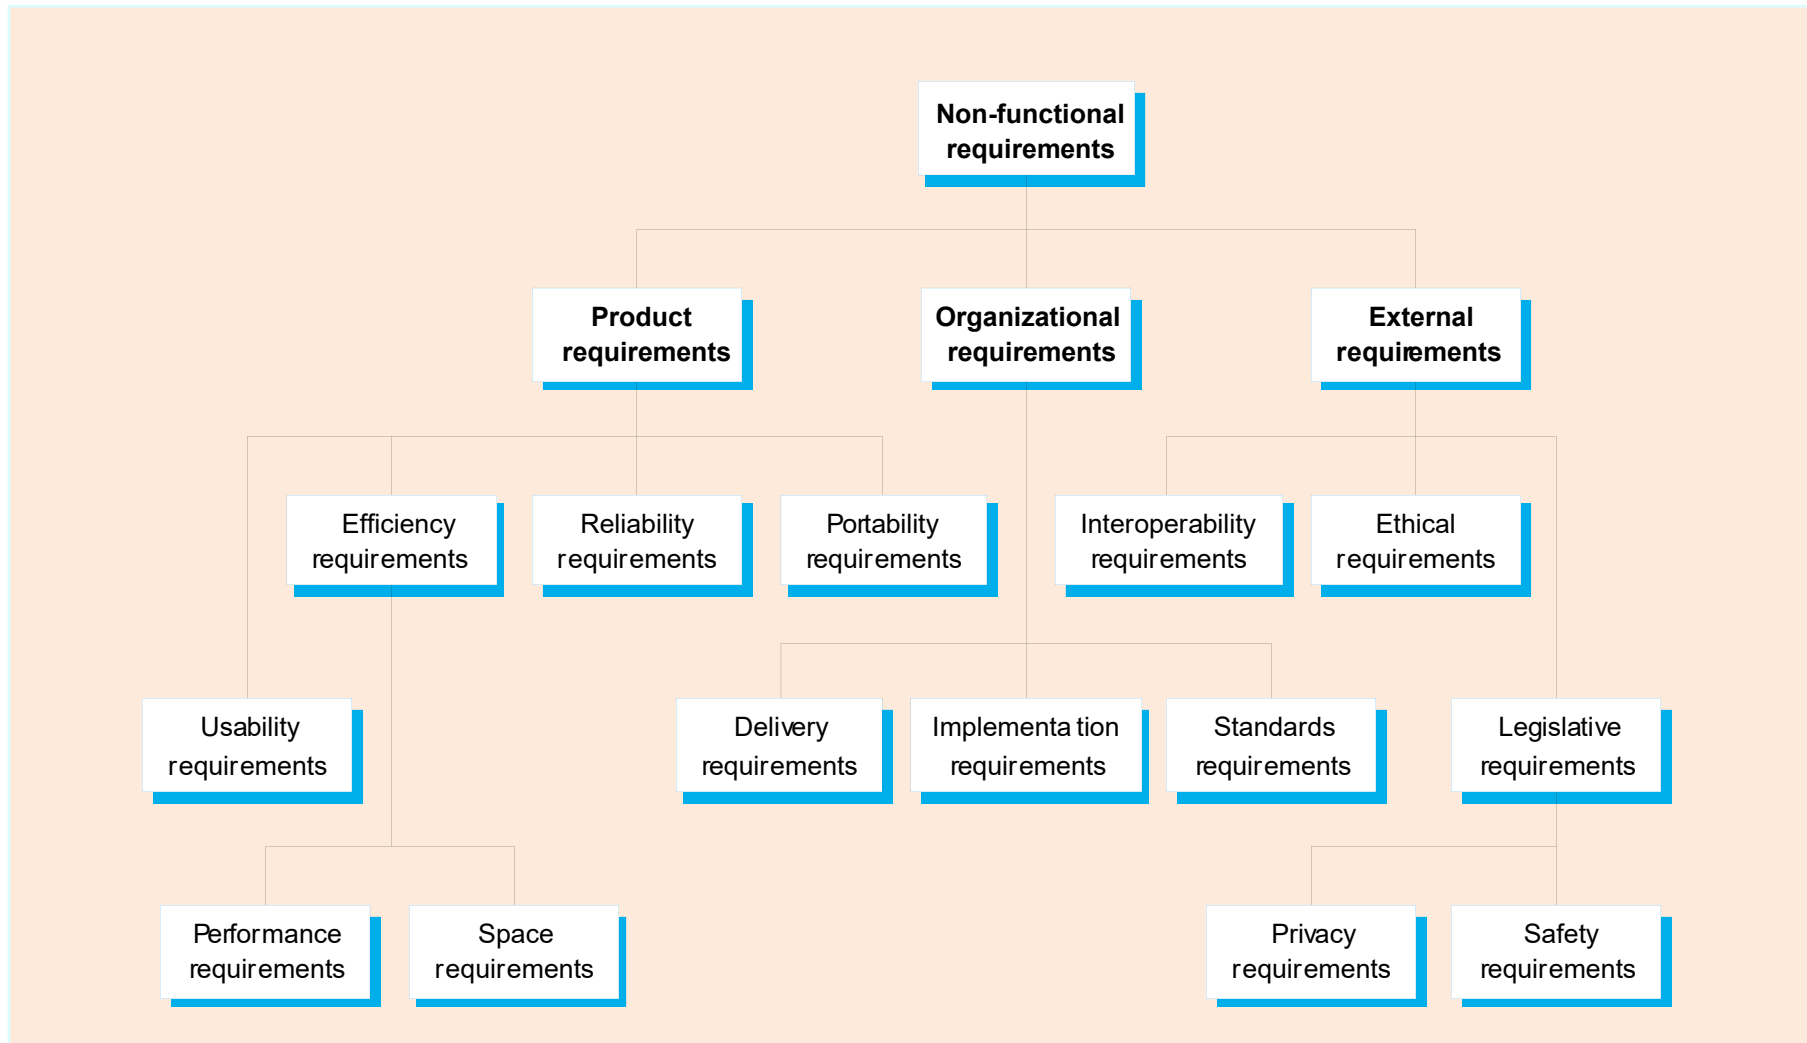 Non-functional
requirements
Product
requirements
Organizational
requirements
External
requirements
Efficiency
requirements
Reliability
requirements
Portability
requirements
Interoperability
requirements
Ethical
requirements
Usability
requirements
Delivery
requirements
Implementa tion
requirements
Standards
requirements
Legislative
requirements
Performance
requirements
Space
requirements
Privacy
requirements
Safety
requirements